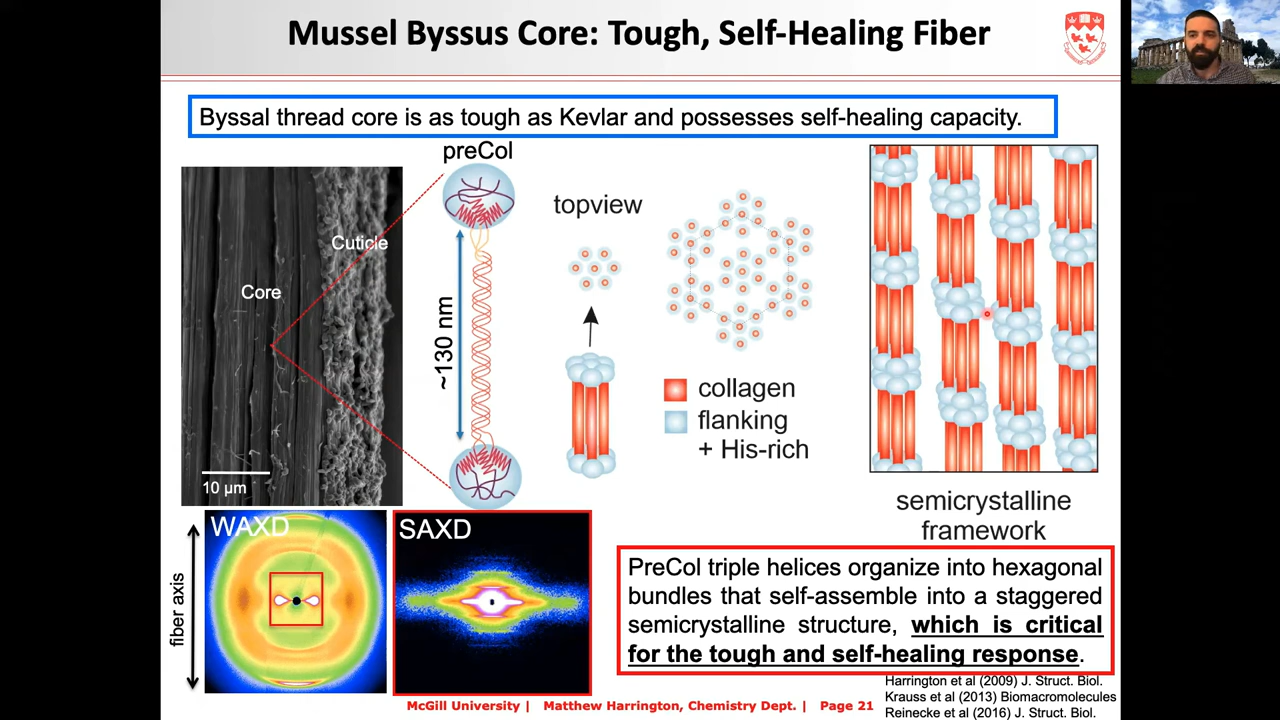 Mussel Byssus Core: Tough, Self-Healing Fiber
Byssal thread core is as tough as Kevlar and possesses self-healing capacity.
preCol
topview
Cuticle
Core
~130 nm
10 µm
collagen
flanking
+ His-rich
semicrystalline
framework
WAXD
SAXD
fiber axis
PreCol triple helices organize into hexagonal
bundles that self-assemble into a staggered
semicrystalline structure, which is critical
for the tough and self-healing response.
Harrington et al (2009) J. Struct. Biol.
Krauss et al (2013) Biomacromolecules
Reinecke et al (2016) J. Struct. Biol.
McGill University | Matthew Harrington, Chemistry Dept. | Page 21